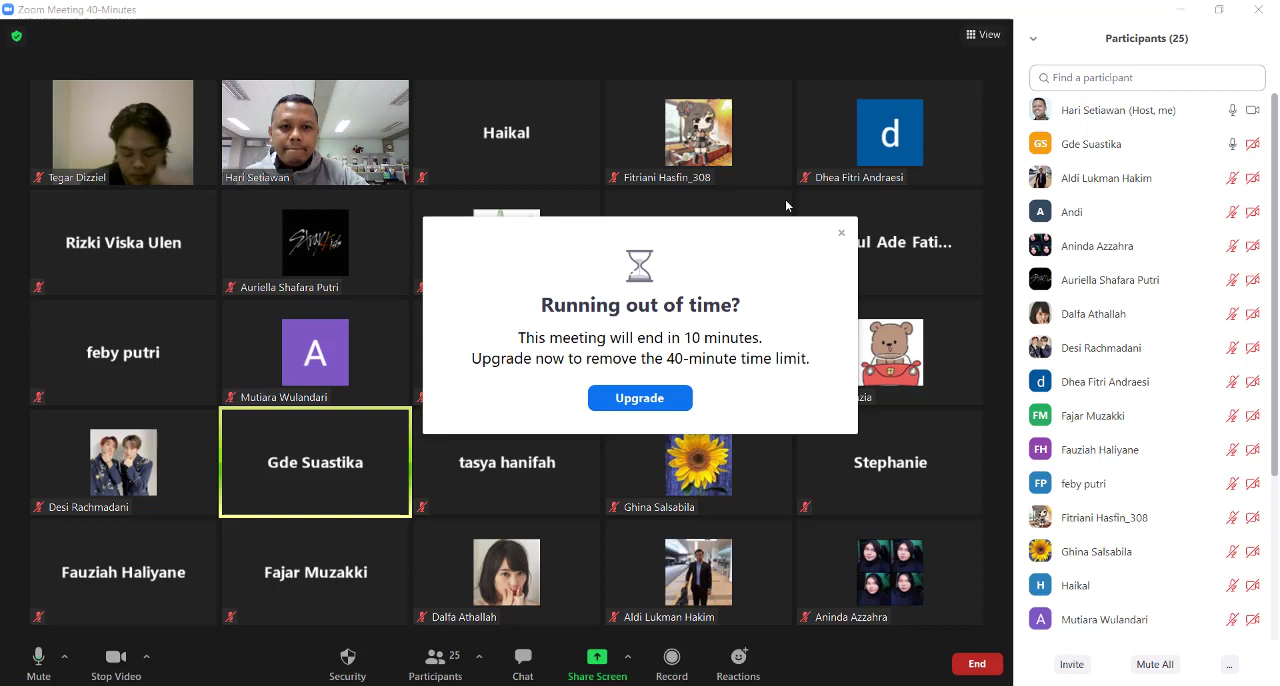 Zoom Meeting 40-Minutes
View
Participants (25)
Find a participant
Tegar Dizziel
Hari Setiawan
Haikal
Fitriani Hasfin_308
d
Dhea Fitri Andraesi
Rizki Viska Ulen
Auriella Shafara Putri
ul Ade Fati...
Running out of time?
This meeting will end in 10 minutes.
Upgrade now to remove the 40-minute time limit.
Upgrade
feby putri
A
Mutiara Wulandari
zia
Desi Rachmadani
Gde Suastika
tasya hanifah
Ghina Salsabila
Stephanie
Fauziah Haliyane
Fajar Muzakki
Dalfa Athallah
Aldi Lukman Hakim
Aninda Azzahra
Mute
Stop Video
Security
25
Participants
Chat
Share Screen
Record
Reactions
End
Hari Setiawan (Host, me)
GS Gde Suastika
Aldi Lukman Hakim
A Andi
Aninda Azzahra
Auriella Shafara Putri
Dalfa Athallah
Desi Rachmadani
d Dhea Fitri Andraesi
FM Fajar Muzakki
FH Fauziah Haliyane
FP feby putri
Fitriani Hasfin_308
Ghina Salsabila
H Haikal
A Mutiara Wulandari
Invite
Mute All
...